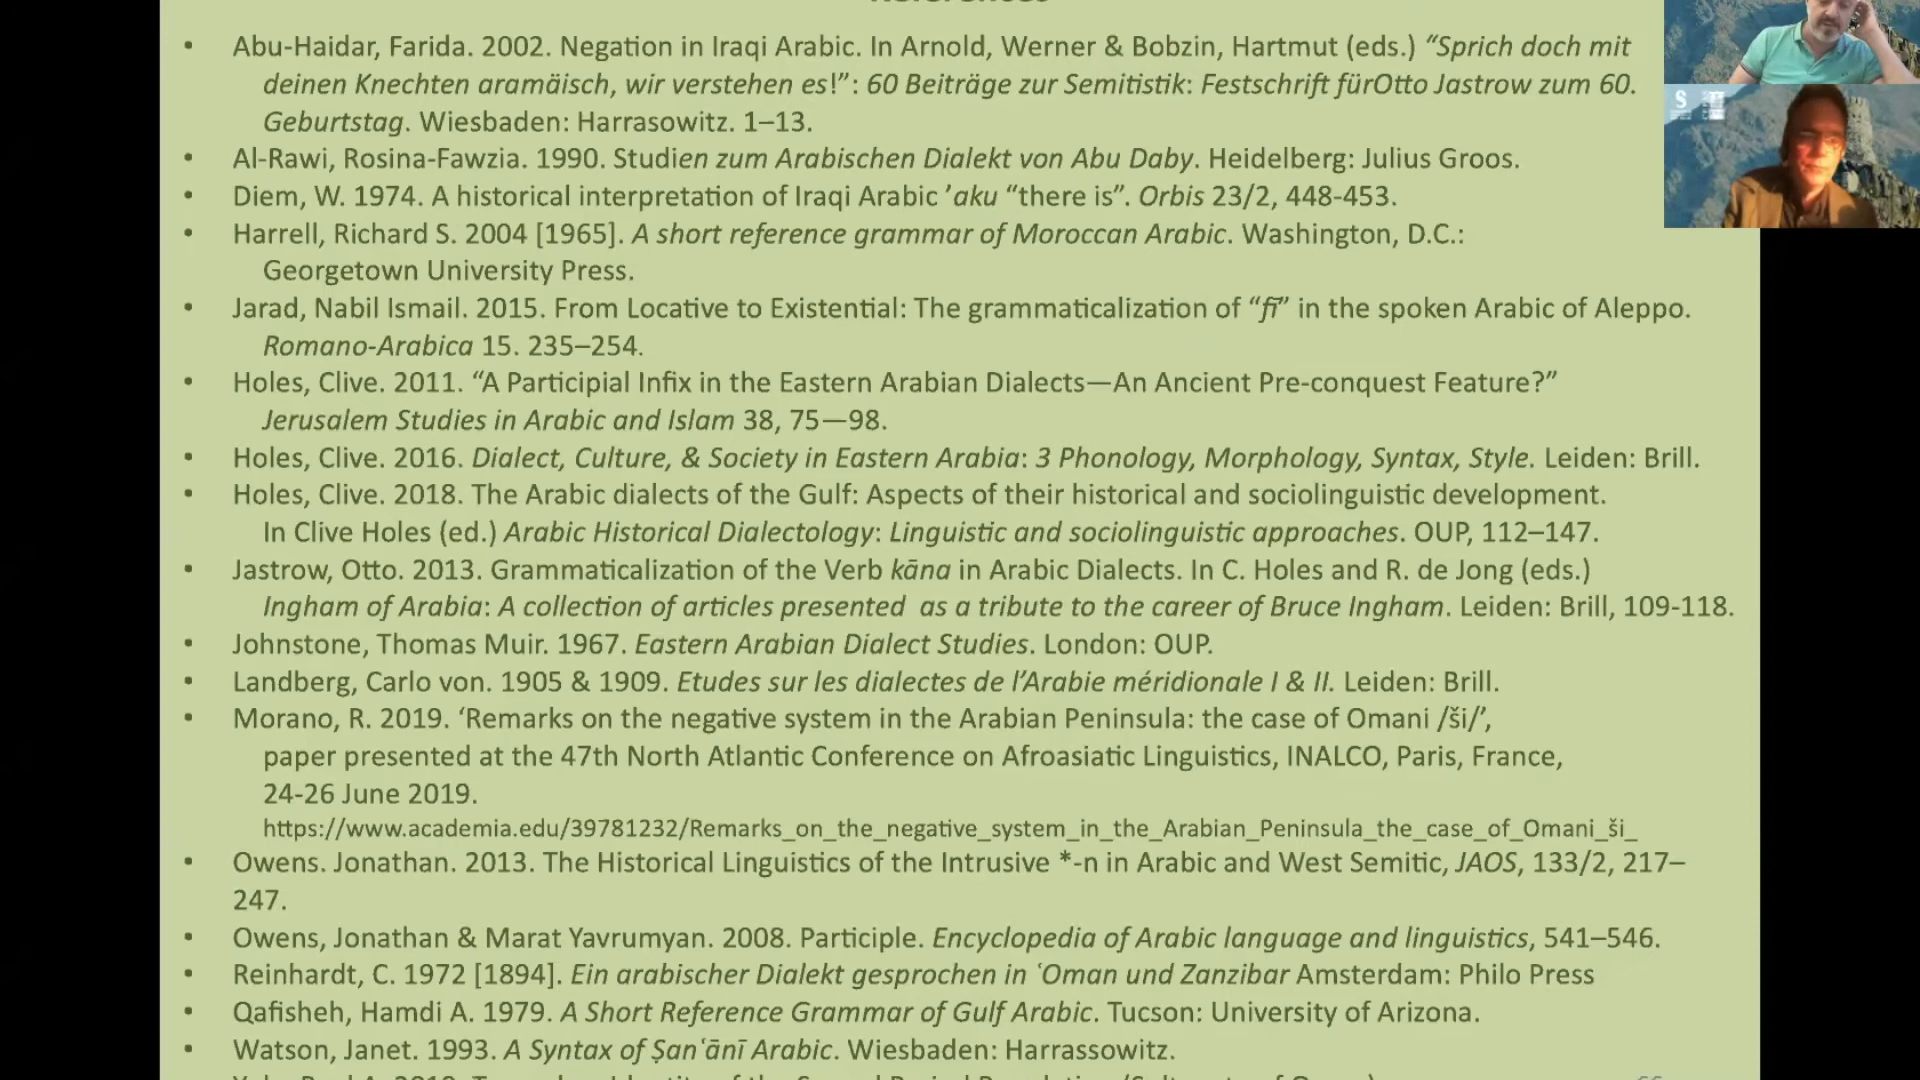 References
• Abu-Haidar, Farida. 2002. Negation in Iraqi Arabic. In Arnold, Werner & Bobzin, Hartmut (eds.) “Sprich doch mit
deinen Knechten aramäisch, wir verstehen es!”: 60 Beiträge zur Semitistik: Festschrift fürOtto Jastrow zum 60.
Geburtstag. Wiesbaden: Harrasowitz. 1–13.
• Al-Rawi, Rosina-Fawzia. 1990. Studien zum Arabischen Dialekt von Abu Daby. Heidelberg: Julius Groos.
• Diem, W. 1974. A historical interpretation of Iraqi Arabic ’aku “there is”. Orbis 23/2, 448-453.
• Harrell, Richard S. 2004 [1965]. A short reference grammar of Moroccan Arabic. Washington, D.C.:
Georgetown University Press.
• Jarad, Nabil Ismail. 2015. From Locative to Existential: The grammaticalization of “fī” in the spoken Arabic of Aleppo.
Romano-Arabica 15. 235–254.
• Holes, Clive. 2011. “A Participial Infix in the Eastern Arabian Dialects—An Ancient Pre-conquest Feature?”
Jerusalem Studies in Arabic and Islam 38, 75—98.
• Holes, Clive. 2016. Dialect, Culture, & Society in Eastern Arabia: 3 Phonology, Morphology, Syntax, Style. Leiden: Brill.
• Holes, Clive. 2018. The Arabic dialects of the Gulf: Aspects of their historical and sociolinguistic development.
In Clive Holes (ed.) Arabic Historical Dialectology: Linguistic and sociolinguistic approaches. OUP, 112–147.
• Jastrow, Otto. 2013. Grammaticalization of the Verb kāna in Arabic Dialects. In C. Holes and R. de Jong (eds.)
Ingham of Arabia: A collection of articles presented as a tribute to the career of Bruce Ingham. Leiden: Brill, 109-118.
• Johnstone, Thomas Muir. 1967. Eastern Arabian Dialect Studies. London: OUP.
• Landberg, Carlo von. 1905 & 1909. Etudes sur les dialectes de l’Arabie méridionale I & II. Leiden: Brill.
• Morano, R. 2019. ‘Remarks on the negative system in the Arabian Peninsula: the case of Omani /ši/’,
paper presented at the 47th North Atlantic Conference on Afroasiatic Linguistics, INALCO, Paris, France,
24-26 June 2019.
https://www.academia.edu/39781232/Remarks_on_the_negative_system_in_the_Arabian_Peninsula_the_case_of_Omani_ši_
• Owens. Jonathan. 2013. The Historical Linguistics of the Intrusive *-n in Arabic and West Semitic, JAOS, 133/2, 217–
247.
• Owens, Jonathan & Marat Yavrumyan. 2008. Participle. Encyclopedia of Arabic language and linguistics, 541–546.
• Reinhardt, C. 1972 [1894]. Ein arabischer Dialekt gesprochen in ʿOman und Zanzibar Amsterdam: Philo Press
• Qafisheh, Hamdi A. 1979. A Short Reference Grammar of Gulf Arabic. Tucson: University of Arizona.
• Watson, Janet. 1993. A Syntax of Ṣanʿānī Arabic. Wiesbaden: Harrassowitz.